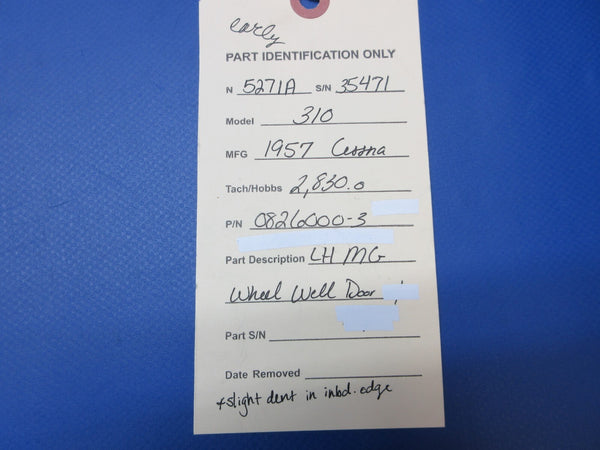 early
PART IDENTIFICATION ONLY
N 5271A S/N 35471
Model 310
MFG 1957 Cessna
Tach/Hobbs 2,830.0
P/N 0826000-3
Part Description LH MG
Wheel Well Door
Part S/N
Date Removed
*slight dent in inbd. edge